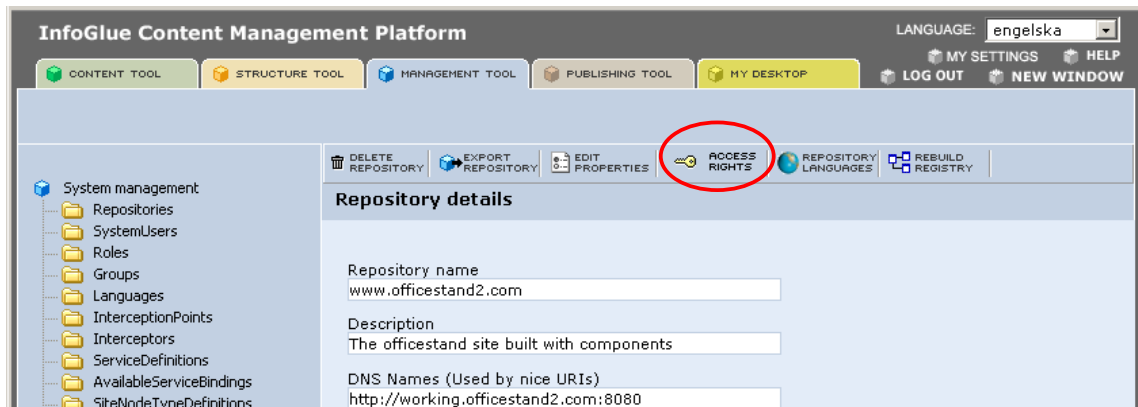 InfoGlue Content Management Platform
LANGUAGE: engelska
MY SETTINGS HELP
LOG OUT NEW WINDOW
CONTENT TOOL STRUCTURE TOOL MANAGEMENT TOOL PUBLISHING TOOL MY DESKTOP
DELETE REPOSITORY EXPORT REPOSITORY EDIT PROPERTIES ACCESS RIGHTS REPOSITORY LANGUAGES REBUILD REGISTRY
System management
Repositories
SystemUsers
Roles
Groups
Languages
InterceptionPoints
Interceptors
ServiceDefinitions
AvailableServiceBindings
SiteNodeTypeDefinitions
Repository details
Repository name
www.officestand2.com
Description
The officestand site built with components
DNS Names (Used by nice URIs)
http://working.officestand2.com:8080